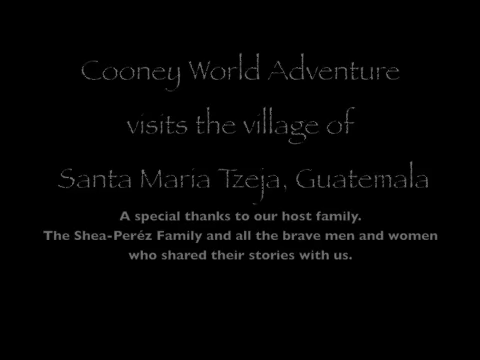 Cooney World Adventure
visits the village of
Santa Maria Tzeja, Guatemala
A special thanks to our host family.
The Shea-Peréz Family and all the brave men and women
who shared their stories with us.